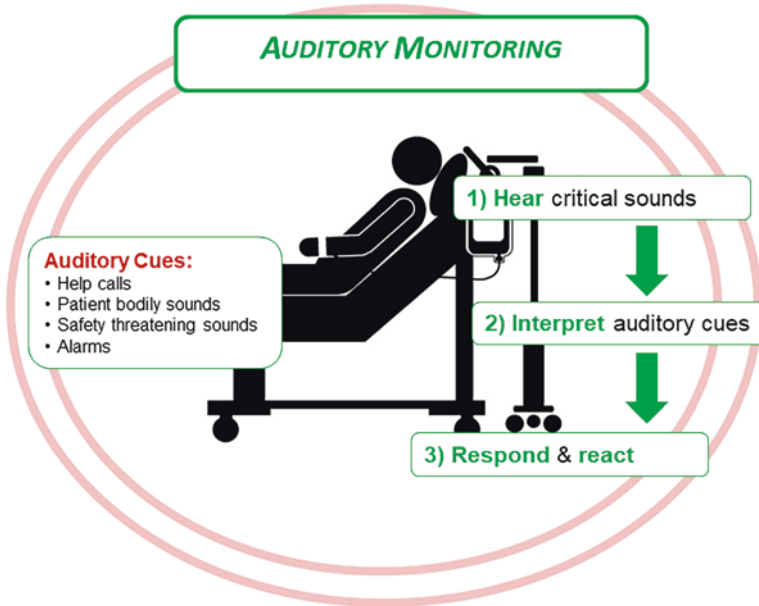 AUDITORY MONITORING
1) Hear critical sounds
Auditory Cues:
• Help calls
• Patient bodily sounds
• Safety threatening sounds
• Alarms
2) Interpret auditory cues
3) Respond & react